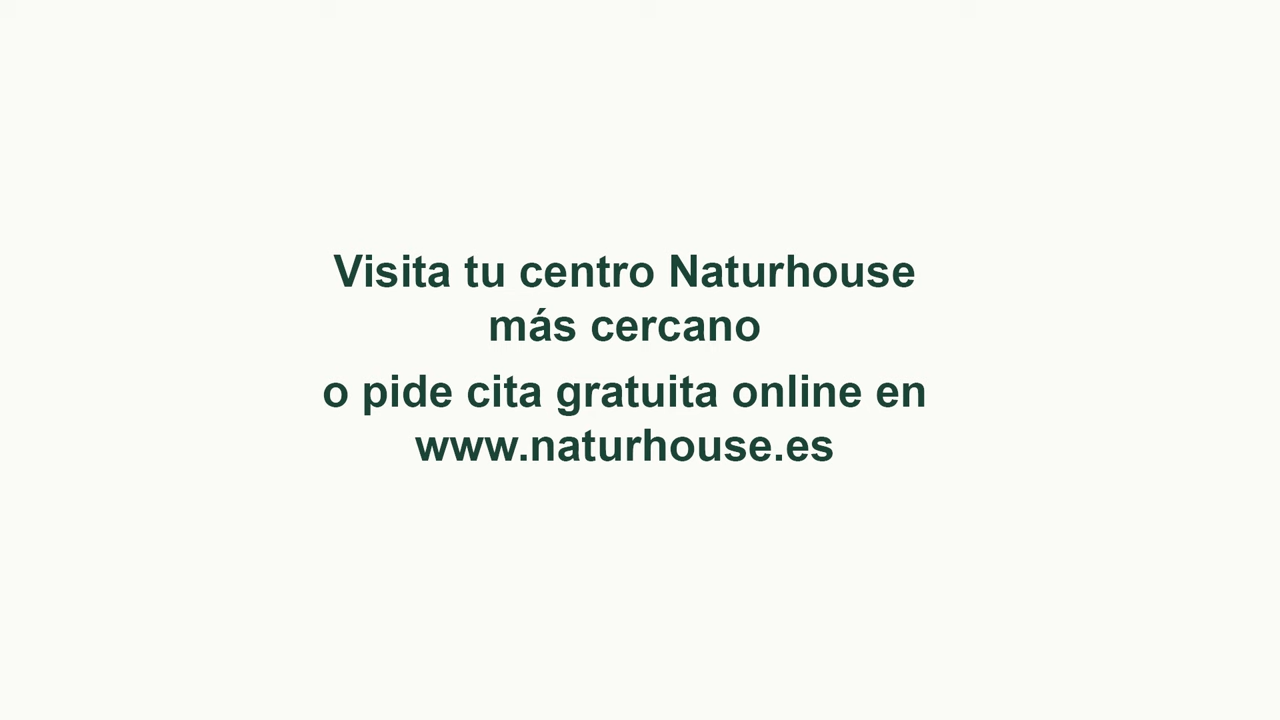 Visita tu centro Naturhouse
más cercano
o pide cita gratuita online en
www.naturhouse.es